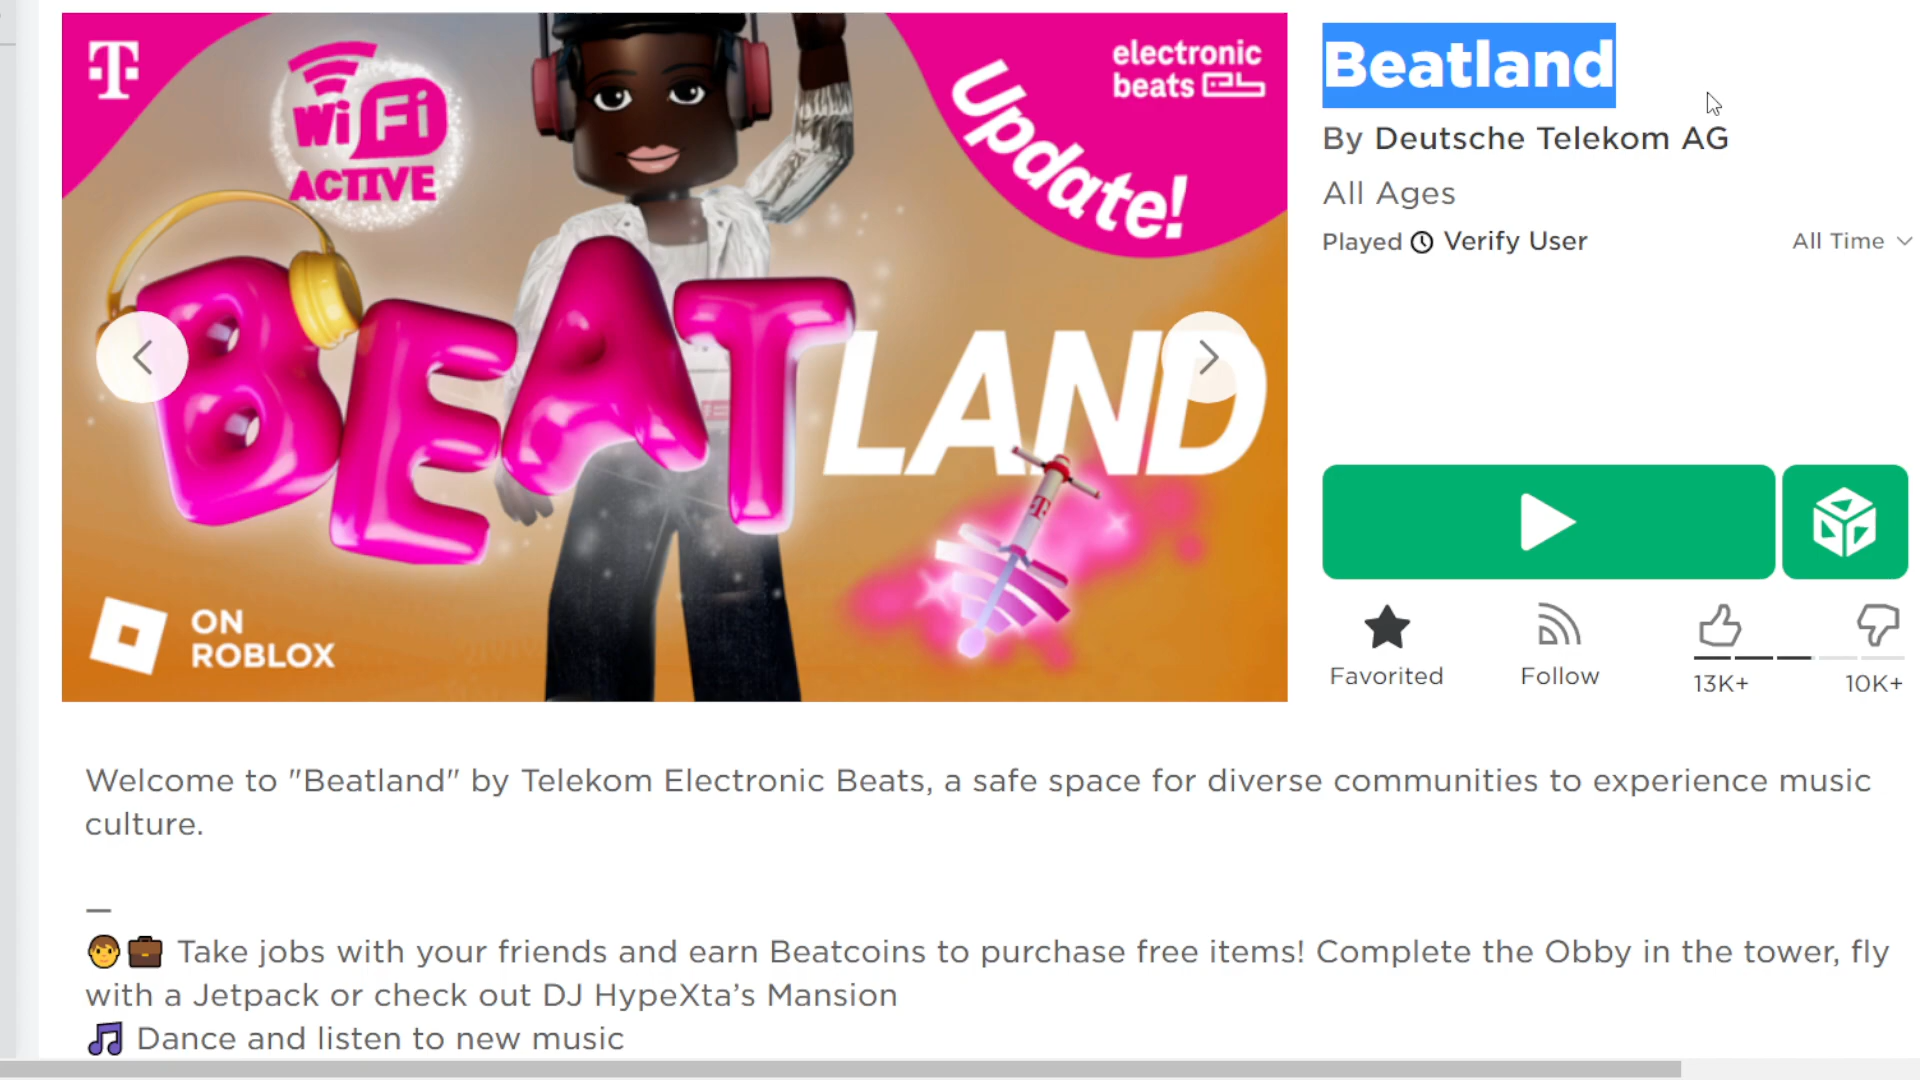 T
WiFi
ACTIVE
Update!
electronic
beats eb
BEATLAND
T
ON
ROBLOX
Beatland
By Deutsche Telekom AG
All Ages
Played Verify User
All Time
Favorited
Follow
13K+
10K+
Welcome to "Beatland" by Telekom Electronic Beats, a safe space for diverse communities to experience music
culture.
—
Take jobs with your friends and earn Beatcoins to purchase free items! Complete the Obby in the tower, fly
with a Jetpack or check out DJ HypeXta’s Mansion
Dance and listen to new music